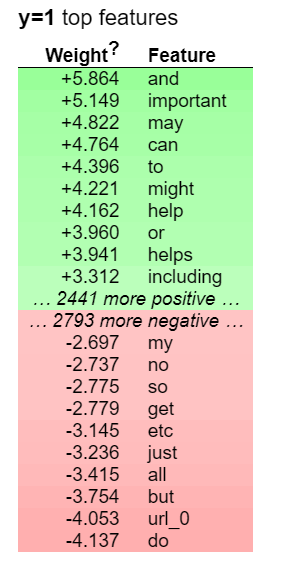 y=1 top features
Weight? Feature
+5.864 and
+5.149 important
+4.822 may
+4.764 can
+4.396 to
+4.221 might
+4.162 help
+3.960 or
+3.941 helps
+3.312 including
… 2441 more positive …
… 2793 more negative …
-2.697 my
-2.737 no
-2.775 so
-2.779 get
-3.145 etc
-3.236 just
-3.415 all
-3.754 but
-4.053 url_0
-4.137 do